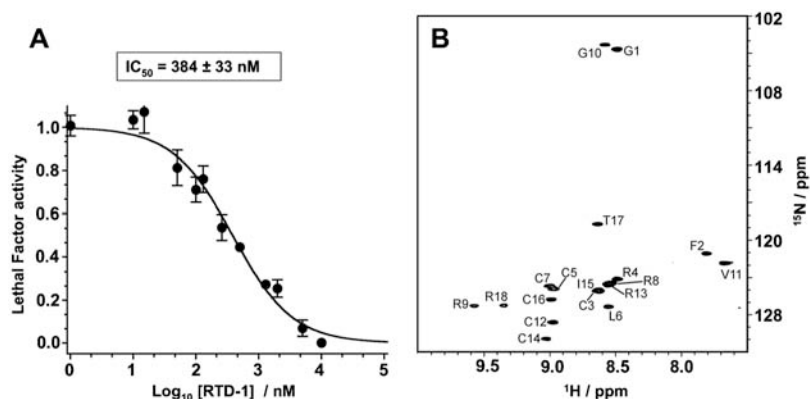 A
IC50 = 384 ± 33 nM
Lethal Factor activity
1.0
0.8
0.6
0.4
0.2
0.0
0 1 2 3 4 5
Log10 [RTD-1] / nM
B
102
108
114
120
128
15N / ppm
G10 G1
T17
F2
V11
C7 C5 I15 R4 R8
C16 C3 R13
R9 R18 L6
C12
C14
9.5 9.0 8.5 8.0
1H / ppm